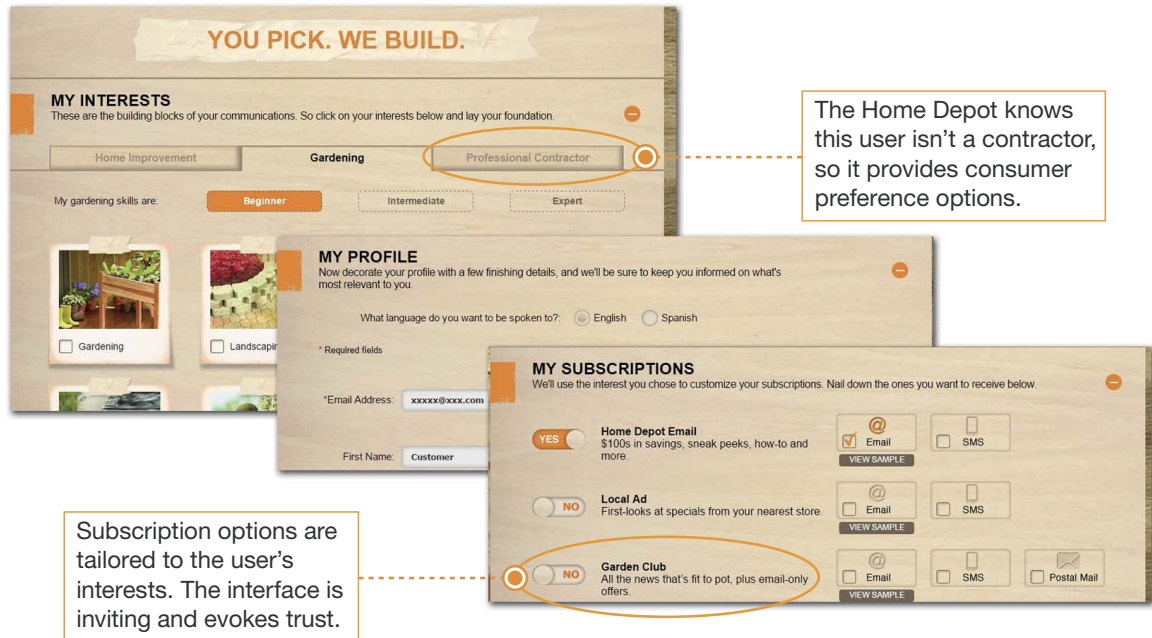 YOU PICK. WE BUILD.
MY INTERESTS
These are the building blocks of your communications. So click on your interests below and lay your foundation.
Home Improvement
Gardening
Professional Contractor
My gardening skills are:
Beginner
Intermediate
Expert
Gardening
The Home Depot knows
this user isn't a contractor,
so it provides consumer
preference options.
MY PROFILE
Now decorate your profile with a few finishing details, and we'll be sure to keep you informed on what's
most relevant to you.
What language do you want to be spoken to?:
English
Spanish
* Required fields
*Email Address:
xxxxx@xxx.com
First Name:
Customer
MY SUBSCRIPTIONS
We'll use the interest you chose to customize your subscriptions. Nail down the ones you want to receive below.
YES
Home Depot Email
$100s in savings, sneak peeks, how-to and
more.
@
Email
SMS
VIEW SAMPLE
NO
Local Ad
First-looks at specials from your nearest store.
@
Email
SMS
VIEW SAMPLE
NO
Garden Club
All the news that's fit to pot, plus email-only
offers.
@
Email
SMS
Postal Mail
VIEW SAMPLE
Subscription options are
tailored to the user's
interests. The interface is
inviting and evokes trust.